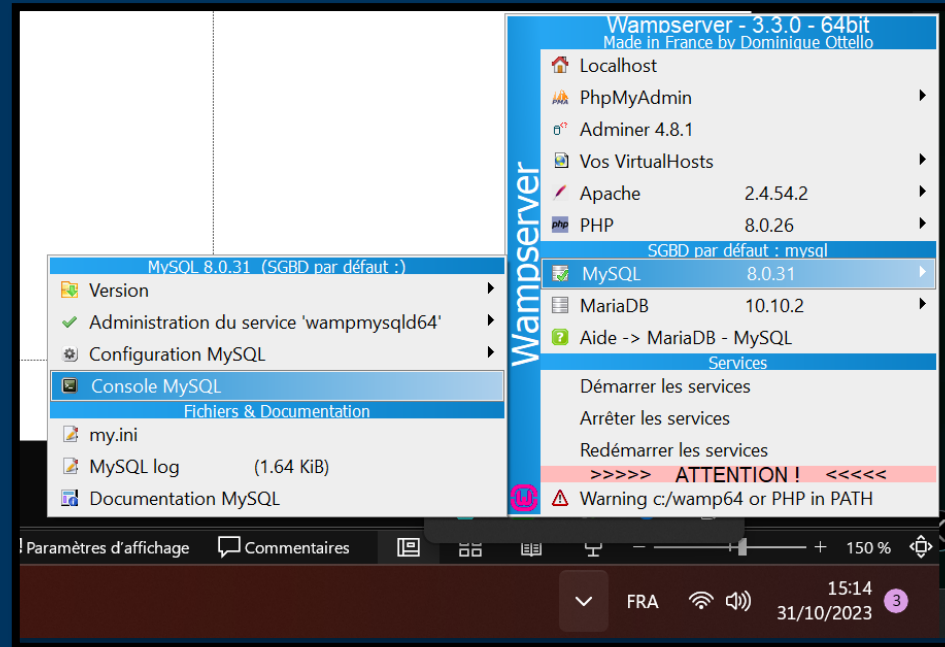 Wampserver - 3.3.0 - 64bit
Made in France by Dominique Ottello
Localhost
PhpMyAdmin
Adminer 4.8.1
Vos VirtualHosts
Apache 2.4.54.2
PHP 8.0.26
SGBD par défaut : mysql
MySQL 8.0.31
MariaDB 10.10.2
Aide -> MariaDB - MySQL
Services
Démarrer les services
Arrêter les services
Redémarrer les services
>>>>> ATTENTION ! <<<<<
Warning c:/wamp64 or PHP in PATH
Wampserver
MySQL 8.0.31 (SGBD par défaut :)
Version
Administration du service 'wampmysqld64'
Configuration MySQL
Console MySQL
Fichiers & Documentation
my.ini
MySQL log (1.64 KiB)
Documentation MySQL
Paramètres d'affichage Commentaires 150 %
FRA 15:14 3
31/10/2023